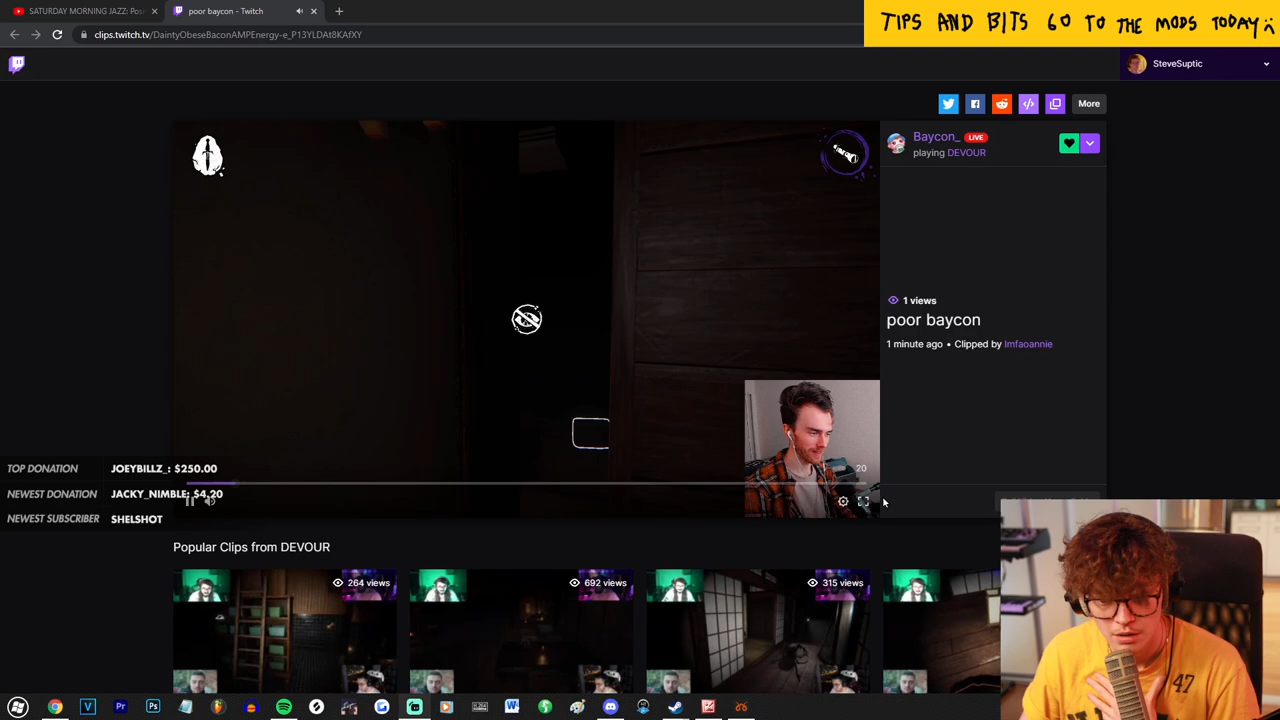 SATURDAY MORNING JAZZ: Posi
poor baycon - Twitch
clips.twitch.tv/DaintyObeseBaconAMPEnergy-e_P13YLDAt8KAfXY
TIPS AND BITS GO TO THE MODS TODAY
SteveSuptic
More
Baycon_ LIVE
playing DEVOUR
1 views
poor baycon
1 minute ago • Clipped by lmfaoannie
20
TOP DONATION JOEYBILLZ_: $250.00
NEWEST DONATION JACKY_NIMBLE: $4.20
NEWEST SUBSCRIBER SHELSHOT
Popular Clips from DEVOUR
264 views
692 views
315 views
47